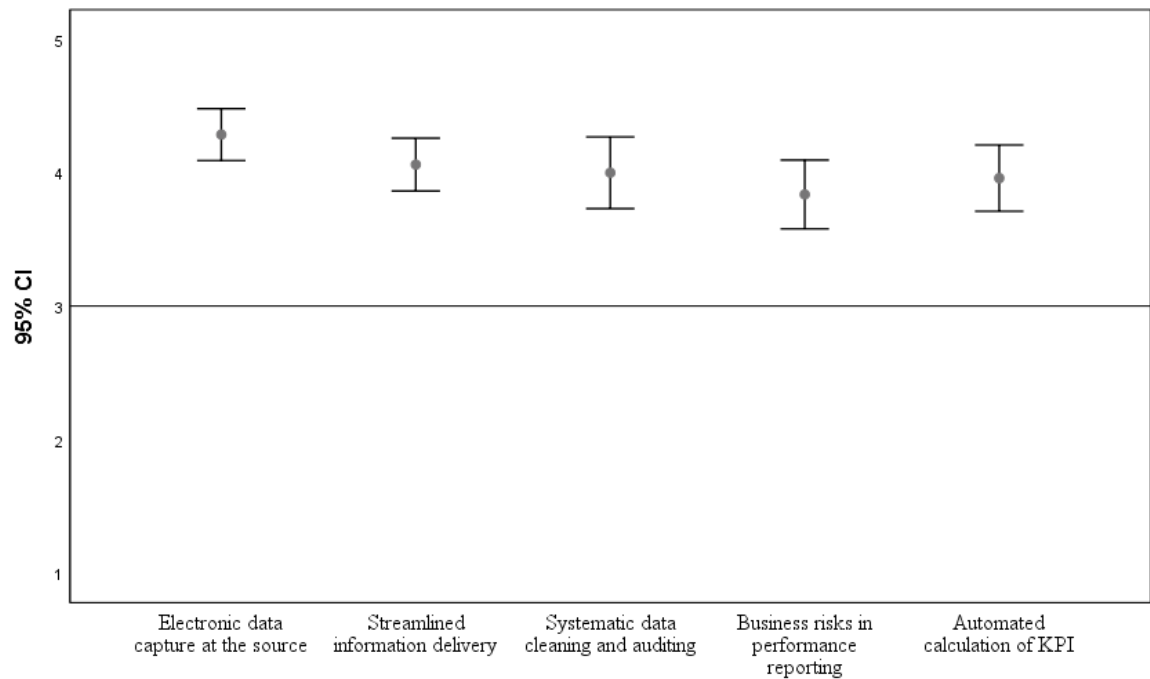 5
4
3
2
1
95% CI
Electronic data
capture at the source
Streamlined
information delivery
Systematic data
cleaning and auditing
Business risks in
performance
reporting
Automated
calculation of KPI